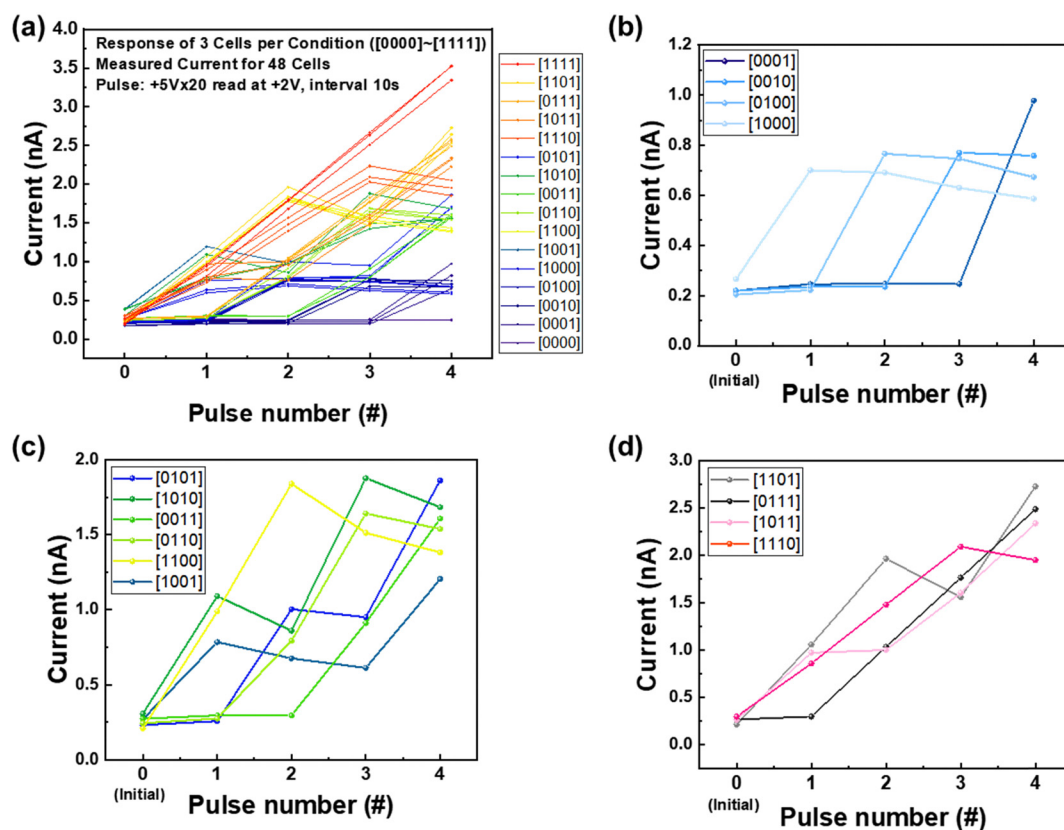 (a)
Response of 3 Cells per Condition ([0000]~[1111])
Measured Current for 48 Cells
Pulse: +5Vx20 read at +2V, interval 10s
4.0
3.5
3.0
2.5
2.0
1.5
1.0
0.5
0.0
Current (nA)
0 1 2 3 4
Pulse number (#)
[1111]
[1101]
[0111]
[1011]
[1110]
[0101]
[1010]
[0011]
[0110]
[1100]
[1001]
[1000]
[0100]
[0010]
[0001]
[0000]
(b)
1.2
1.0
0.8
0.6
0.4
0.2
0.0
Current (nA)
[0001]
[0010]
[0100]
[1000]
0 1 2 3 4
(Initial)
Pulse number (#)
(c)
2.0
1.5
1.0
0.5
0.0
Current (nA)
[0101]
[1010]
[0011]
[0110]
[1100]
[1001]
0 1 2 3 4
(Initial)
Pulse number (#)
(d)
3.0
2.5
2.0
1.5
1.0
0.5
0.0
Current (nA)
[1101]
[0111]
[1011]
[1110]
0 1 2 3 4
(Initial)
Pulse number (#)